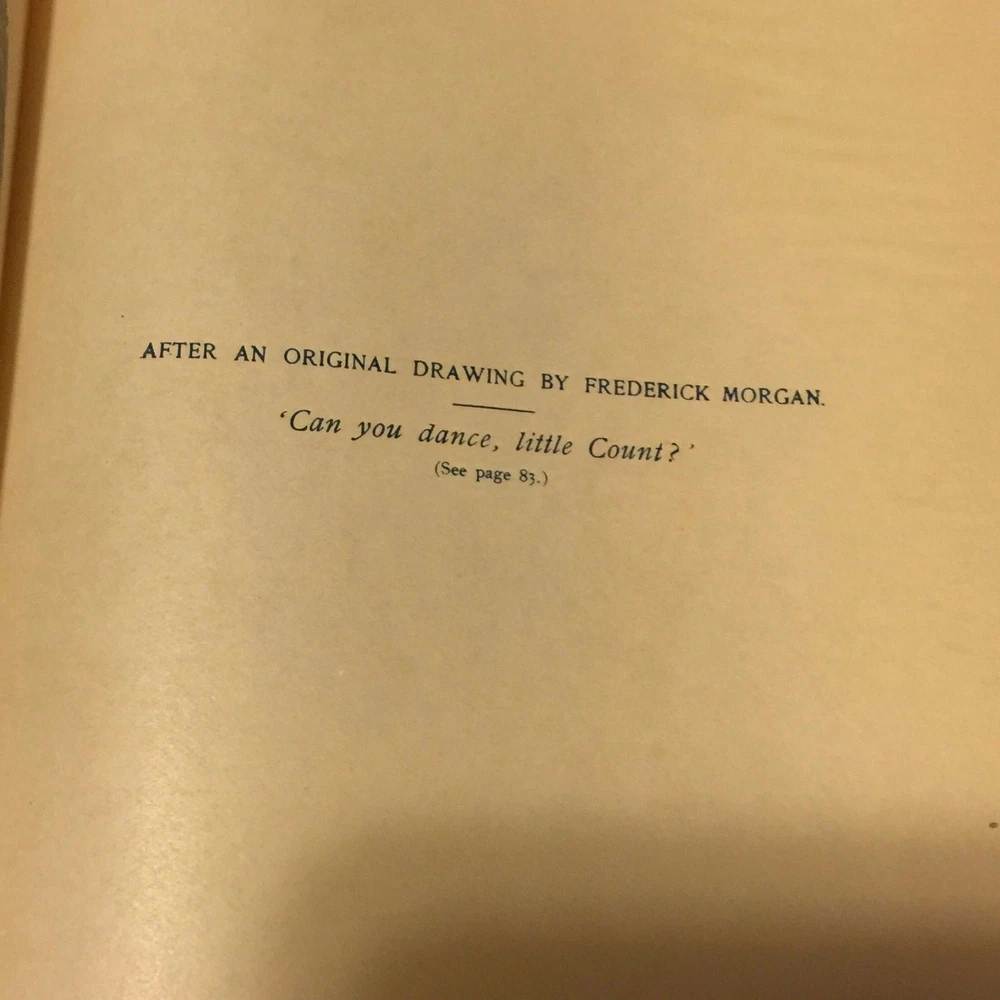 AFTER AN ORIGINAL DRAWING BY FREDERICK MORGAN.
‘Can you dance, little Count?’
(See page 83.)